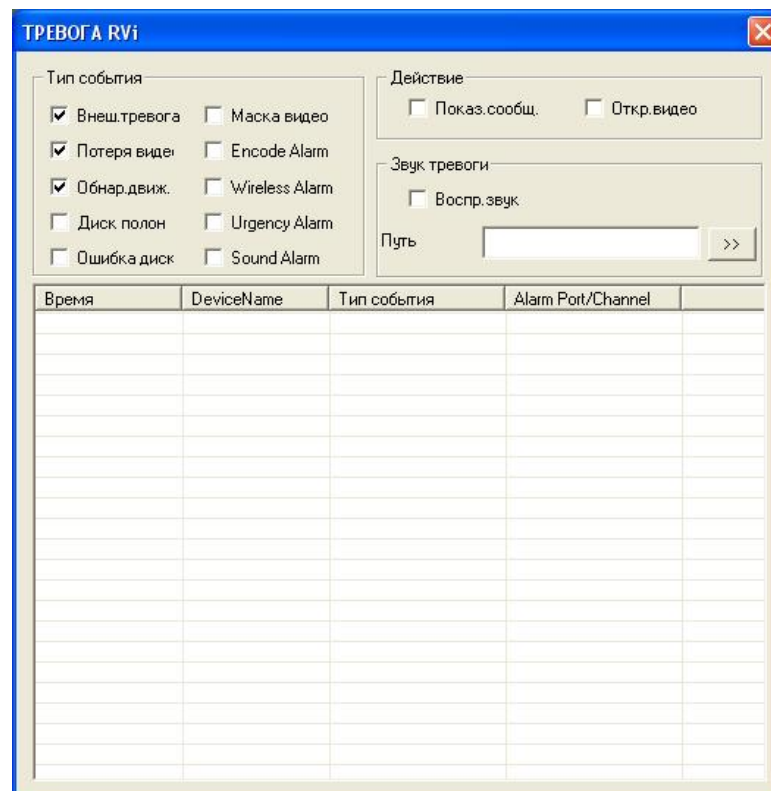 ТРЕВОГА RVi
Тип события
Внеш.тревога
Маска видео
Потеря виде
Encode Alarm
Обнар.движ.
Wireless Alarm
Диск полон
Urgency Alarm
Ошибка диск
Sound Alarm
Действие
Показ.сообщ.
Откр.видео
Звук тревоги
Воспр.звук
Путь
>>
Время DeviceName Тип события Alarm Port/Channel